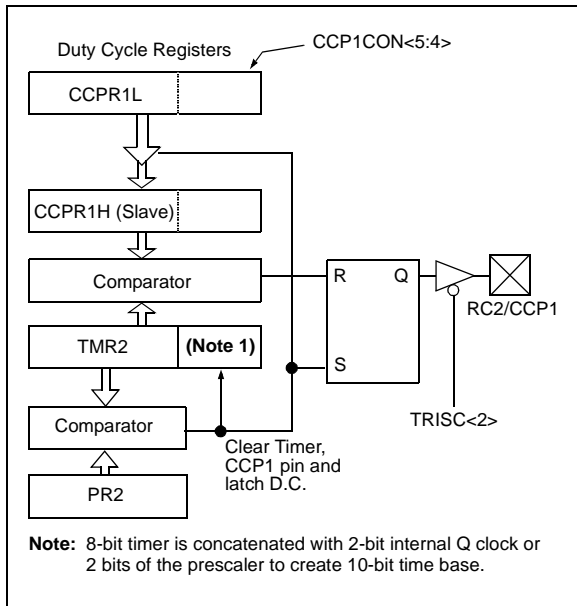 Duty Cycle Registers
CCP1CON<5:4>
CCPR1L
CCPR1H (Slave)
Comparator
R
Q
RC2/CCP1
TMR2
(Note 1)
S
TRISC<2>
Comparator
Clear Timer,
CCP1 pin and
latch D.C.
PR2
Note: 8-bit timer is concatenated with 2-bit internal Q clock or
2 bits of the prescaler to create 10-bit time base.